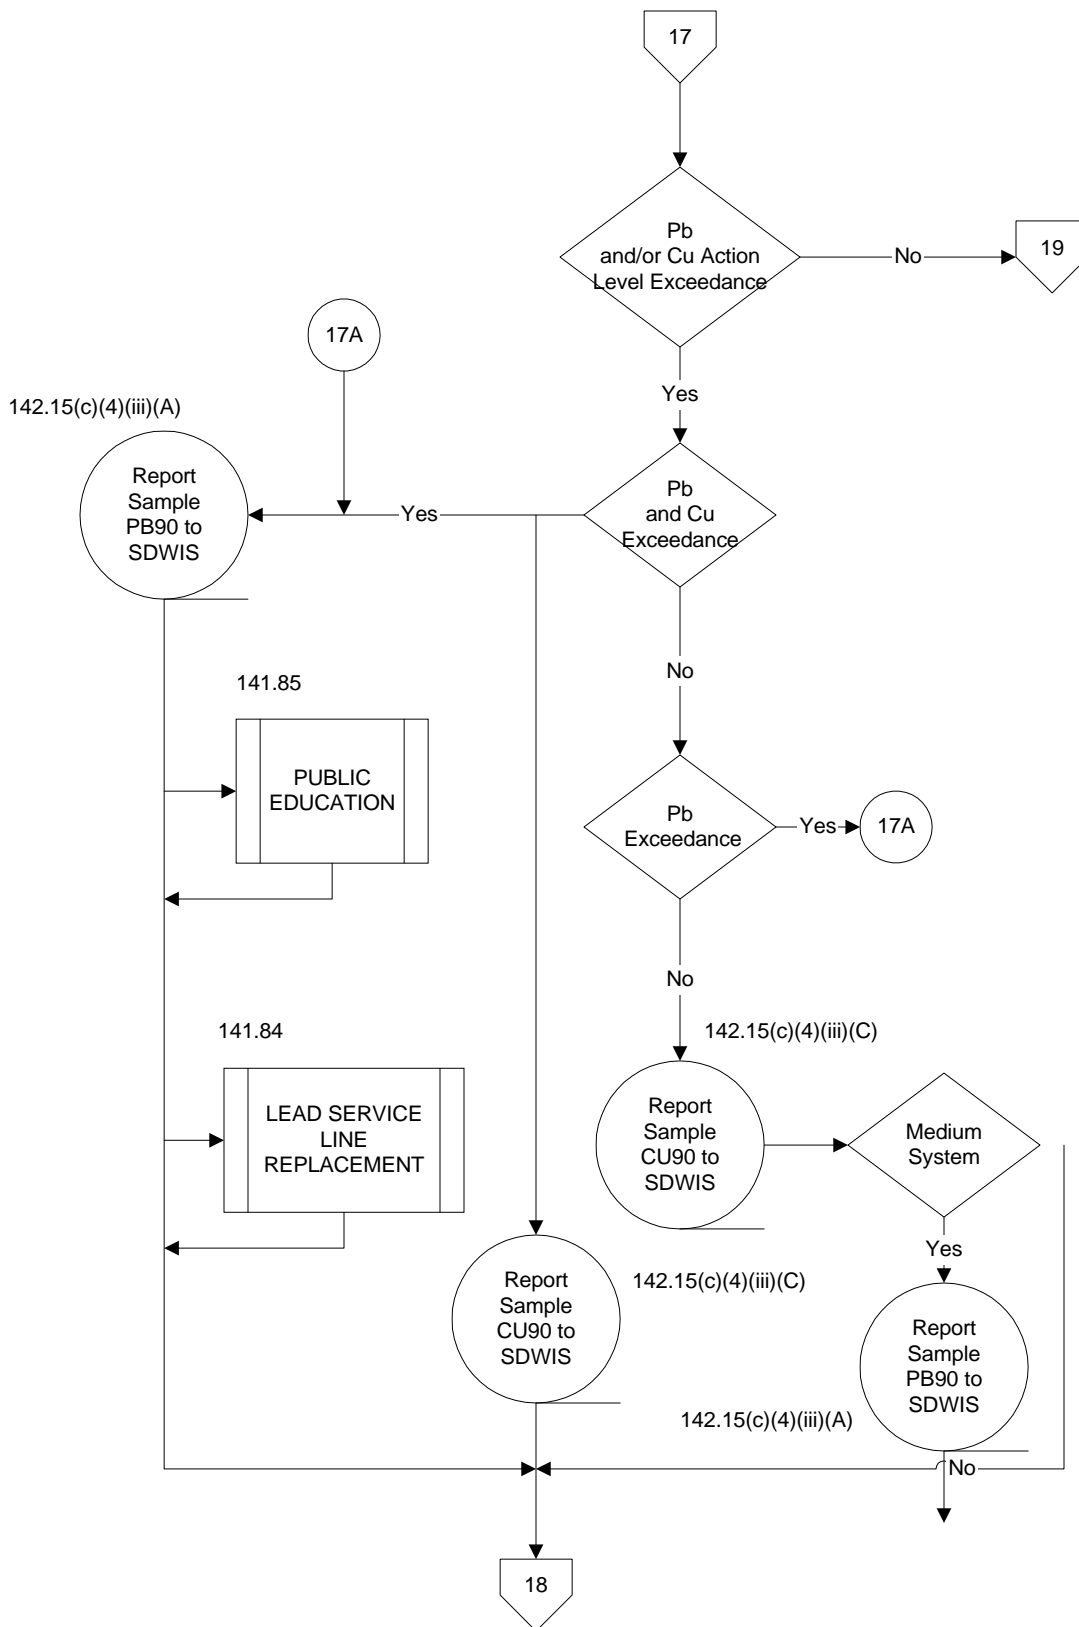 17
Pb
and/or Cu Action
Level Exceedance
No
19
17A
Yes
142.15(c)(4)(iii)(A)
Report
Sample
PB90 to
SDWIS
Yes
Pb
and Cu
Exceedance
No
141.85
PUBLIC
EDUCATION
Pb
Exceedance
Yes
17A
No
141.84
142.15(c)(4)(iii)(C)
LEAD SERVICE
LINE
REPLACEMENT
Report
Sample
CU90 to
SDWIS
Medium
System
Yes
Report
Sample
CU90 to
SDWIS
142.15(c)(4)(iii)(C)
Report
Sample
PB90 to
SDWIS
142.15(c)(4)(iii)(A)
No
18